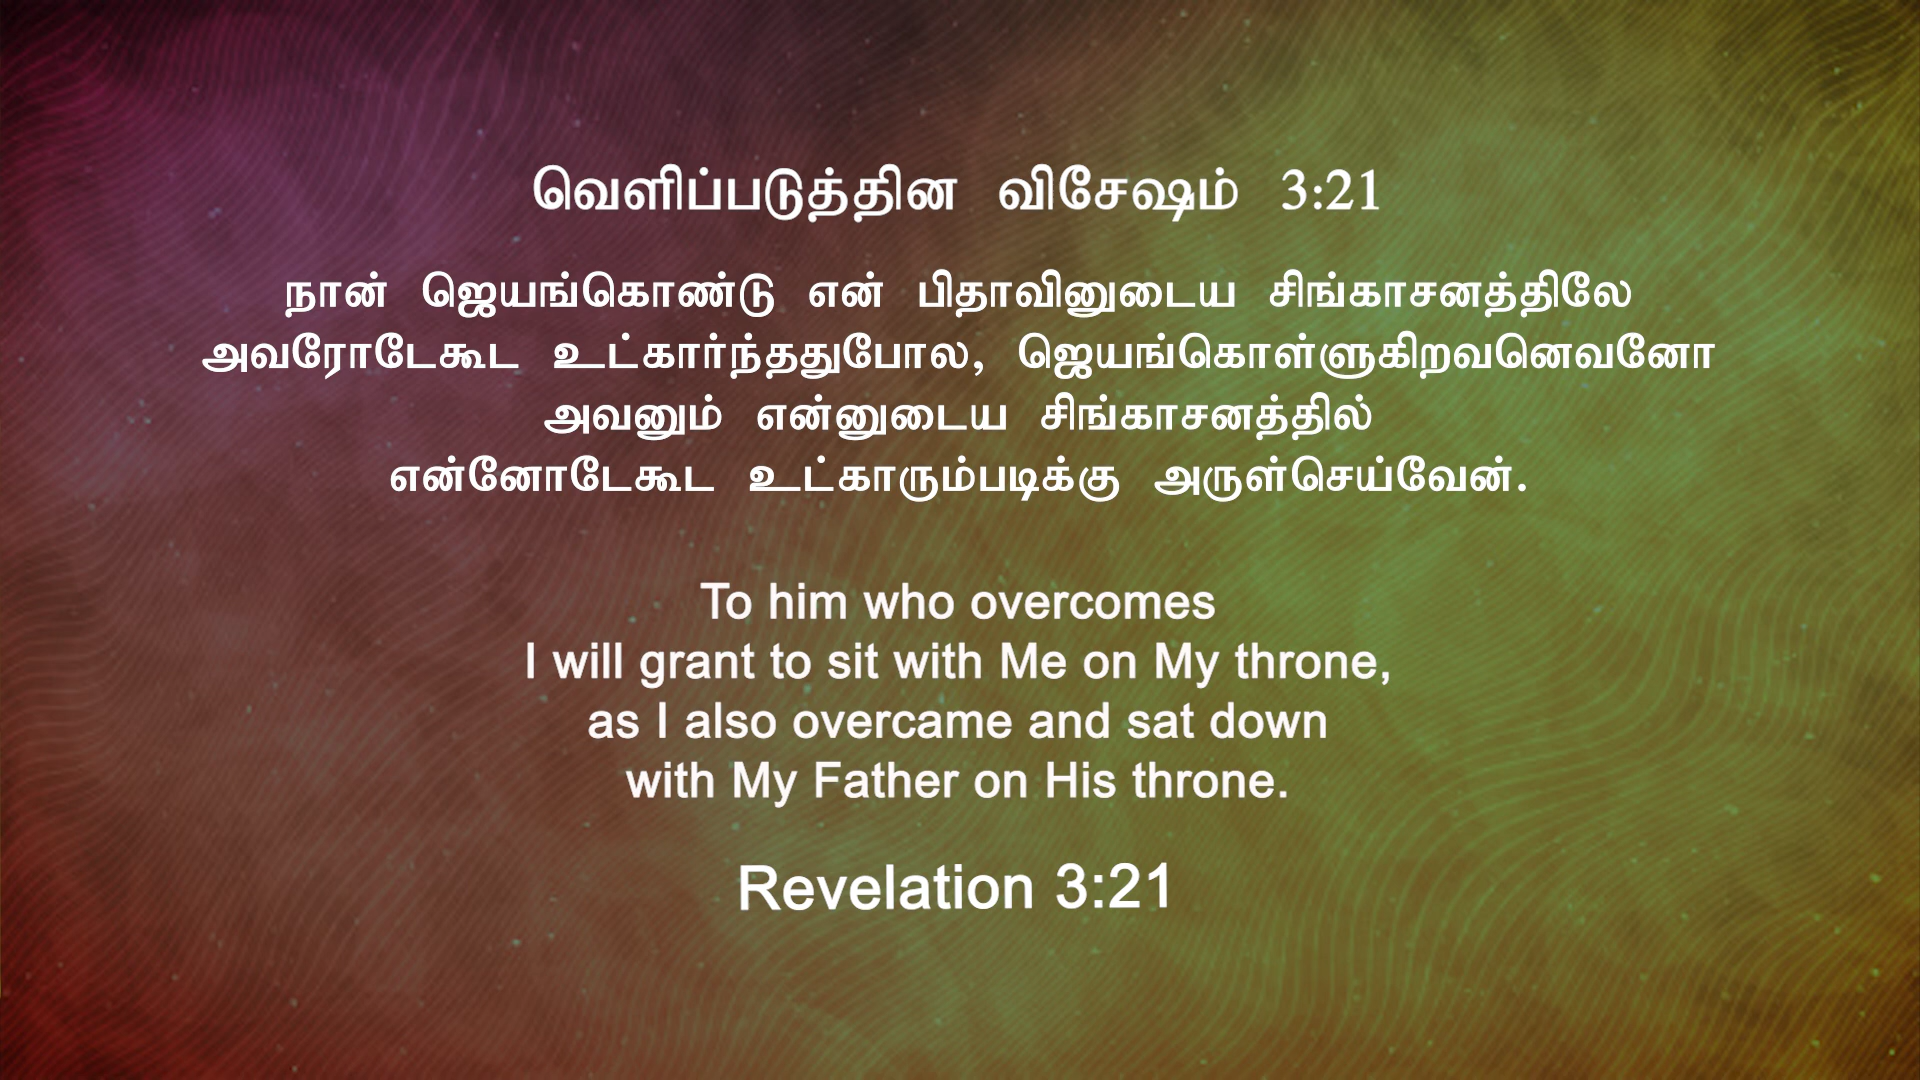 வெளிப்படுத்தின விசேஷம் 3:21
நான் ஜெயங்கொண்டு என் பிதாவினுடைய சிங்காசனத்திலே
அவரோடேகூட உட்கார்ந்ததுபோல, ஜெயங்கொள்ளுகிறவனெவனோ
அவனும் என்னுடைய சிங்காசனத்தில்
என்னோடேகூட உட்காரும்படிக்கு அருள்செய்வேன்.
To him who overcomes
I will grant to sit with Me on My throne,
as I also overcame and sat down
with My Father on His throne.
Revelation 3:21